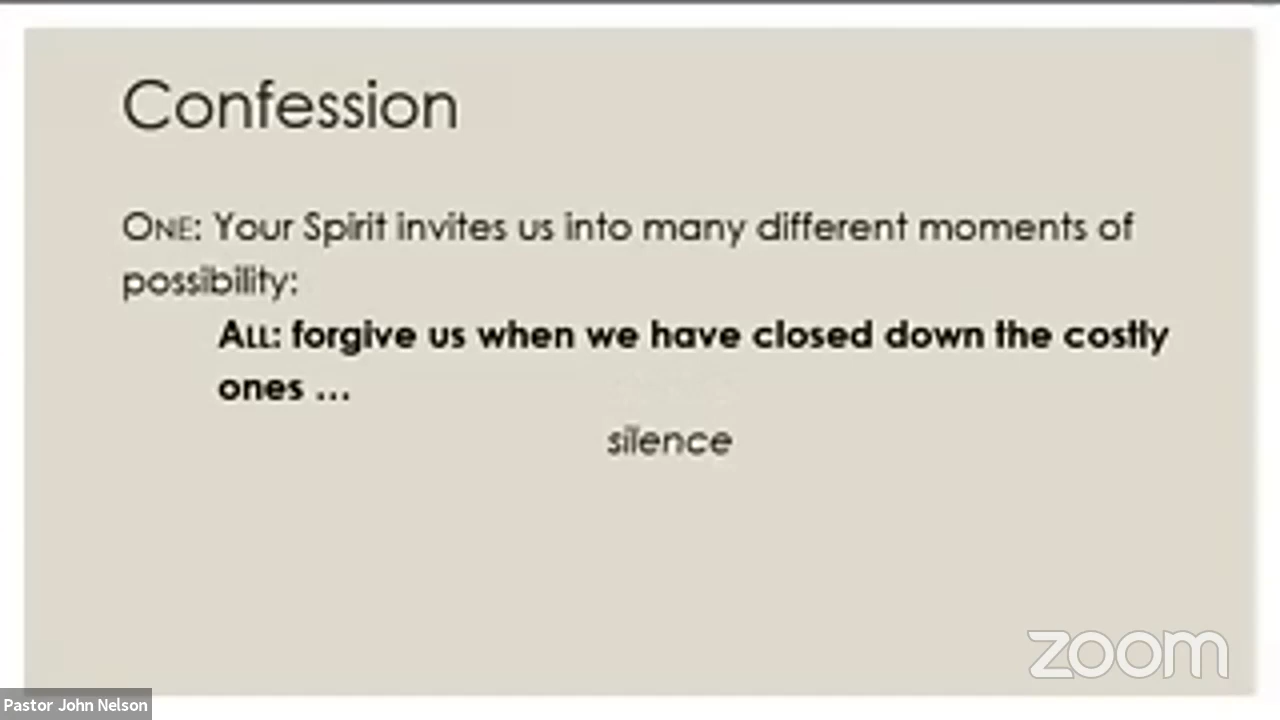 Confession
ONE: Your Spirit invites us into many different moments of
possibility:
ALL: forgive us when we have closed down the costly
ones ...
silence
zoom
Pastor John Nelson